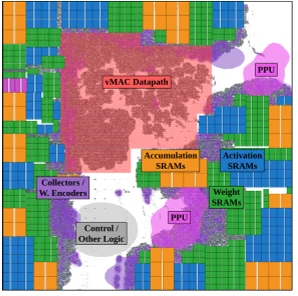 PPU
vMAC Datapath
Accumulation
SRAMs
Activation
SRAMs
Collectors /
W. Encoders
Weight
SRAMs
PPU
Control /
Other Logic